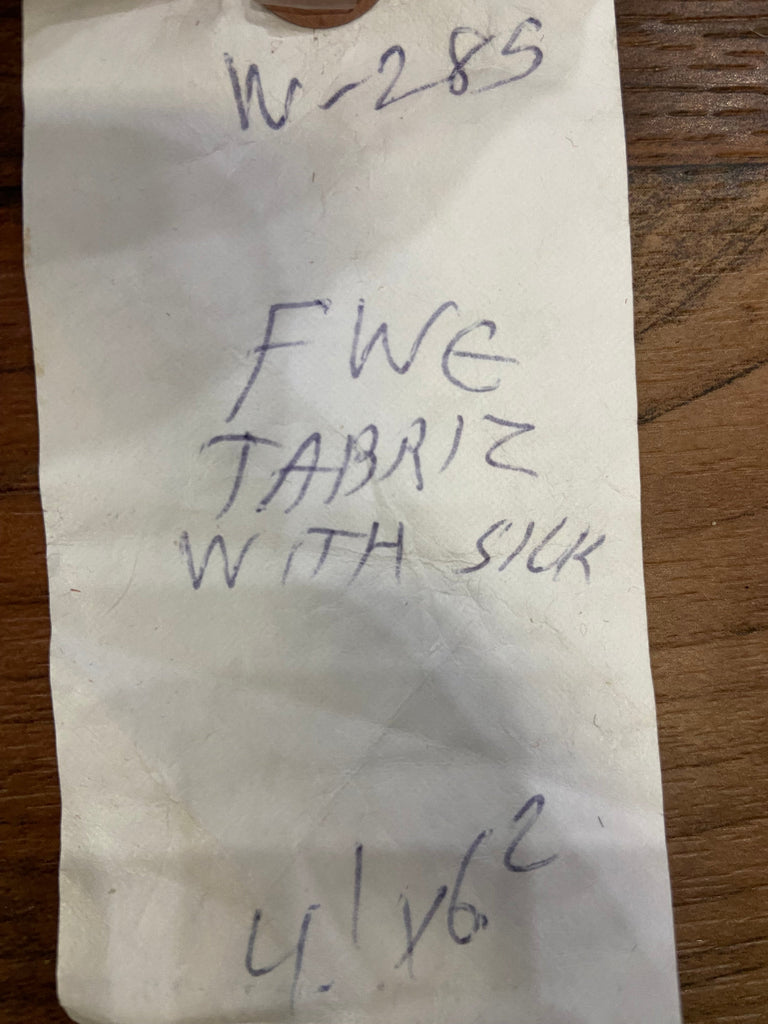 W-285
FWE
TABRIZ
WITH SILK
4.1 x 6.2